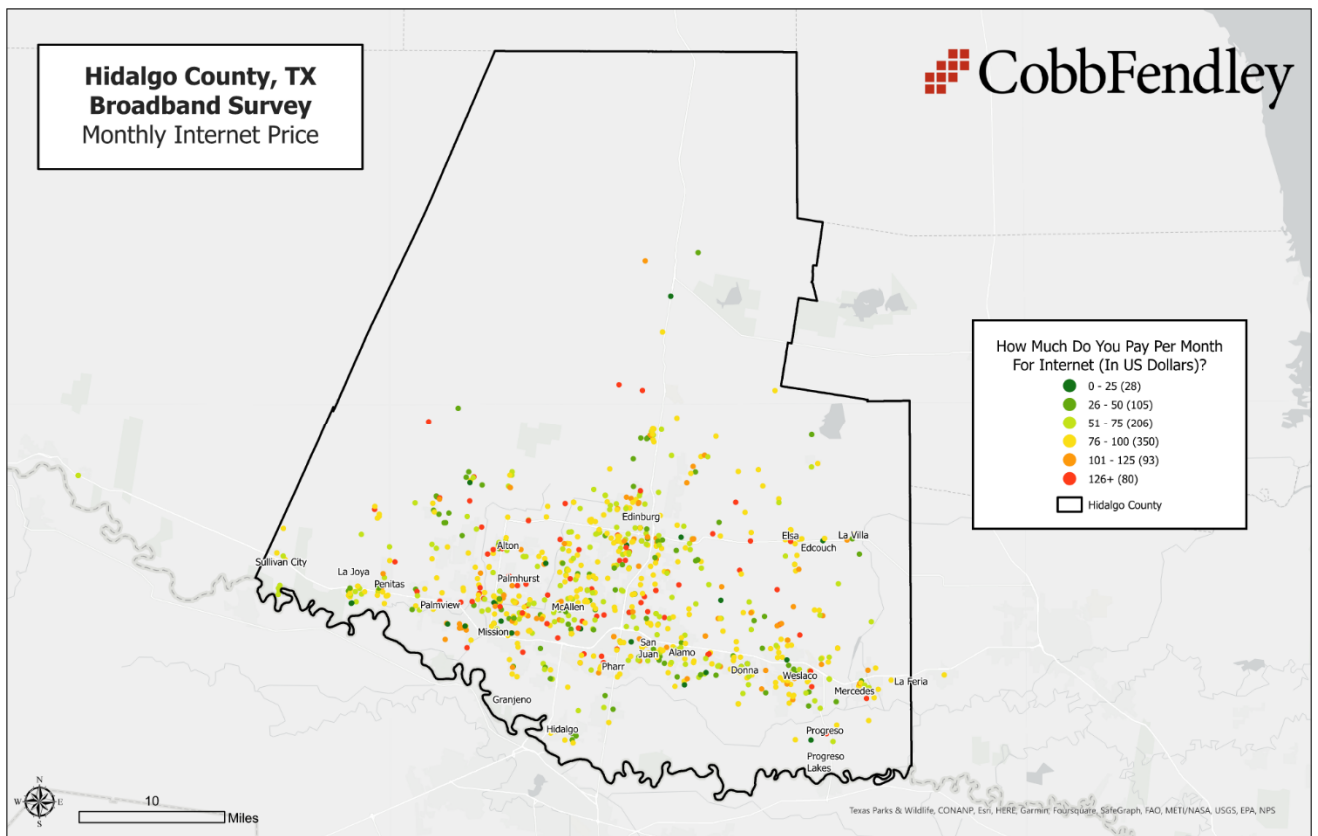 Hidalgo County, TX
Broadband Survey
Monthly Internet Price
CobbFendley
How Much Do You Pay Per Month
For Internet (In US Dollars)?
0 - 25 (28)
26 - 50 (105)
51 - 75 (206)
76 - 100 (350)
101 - 125 (93)
126+ (80)
Hidalgo County
Edinburg
Elsa
La Villa
Edcouch
Alton
Sullivan City
La Joya
Penitas
Palmhurst
Palmview
McAllen
Mission
San
Juan
Alamo
Pharr
Donna
Weslaco
La Feria
Mercedes
Granjeno
Hidalgo
Progreso
Progreso
Lakes
N
W
E
S
10
Miles
Texas Parks & Wildlife, CONANP, Esri, HERE, Garmin, Foursquare, SafeGraph, FAO, METI/NASA, USGS, EPA, NPS